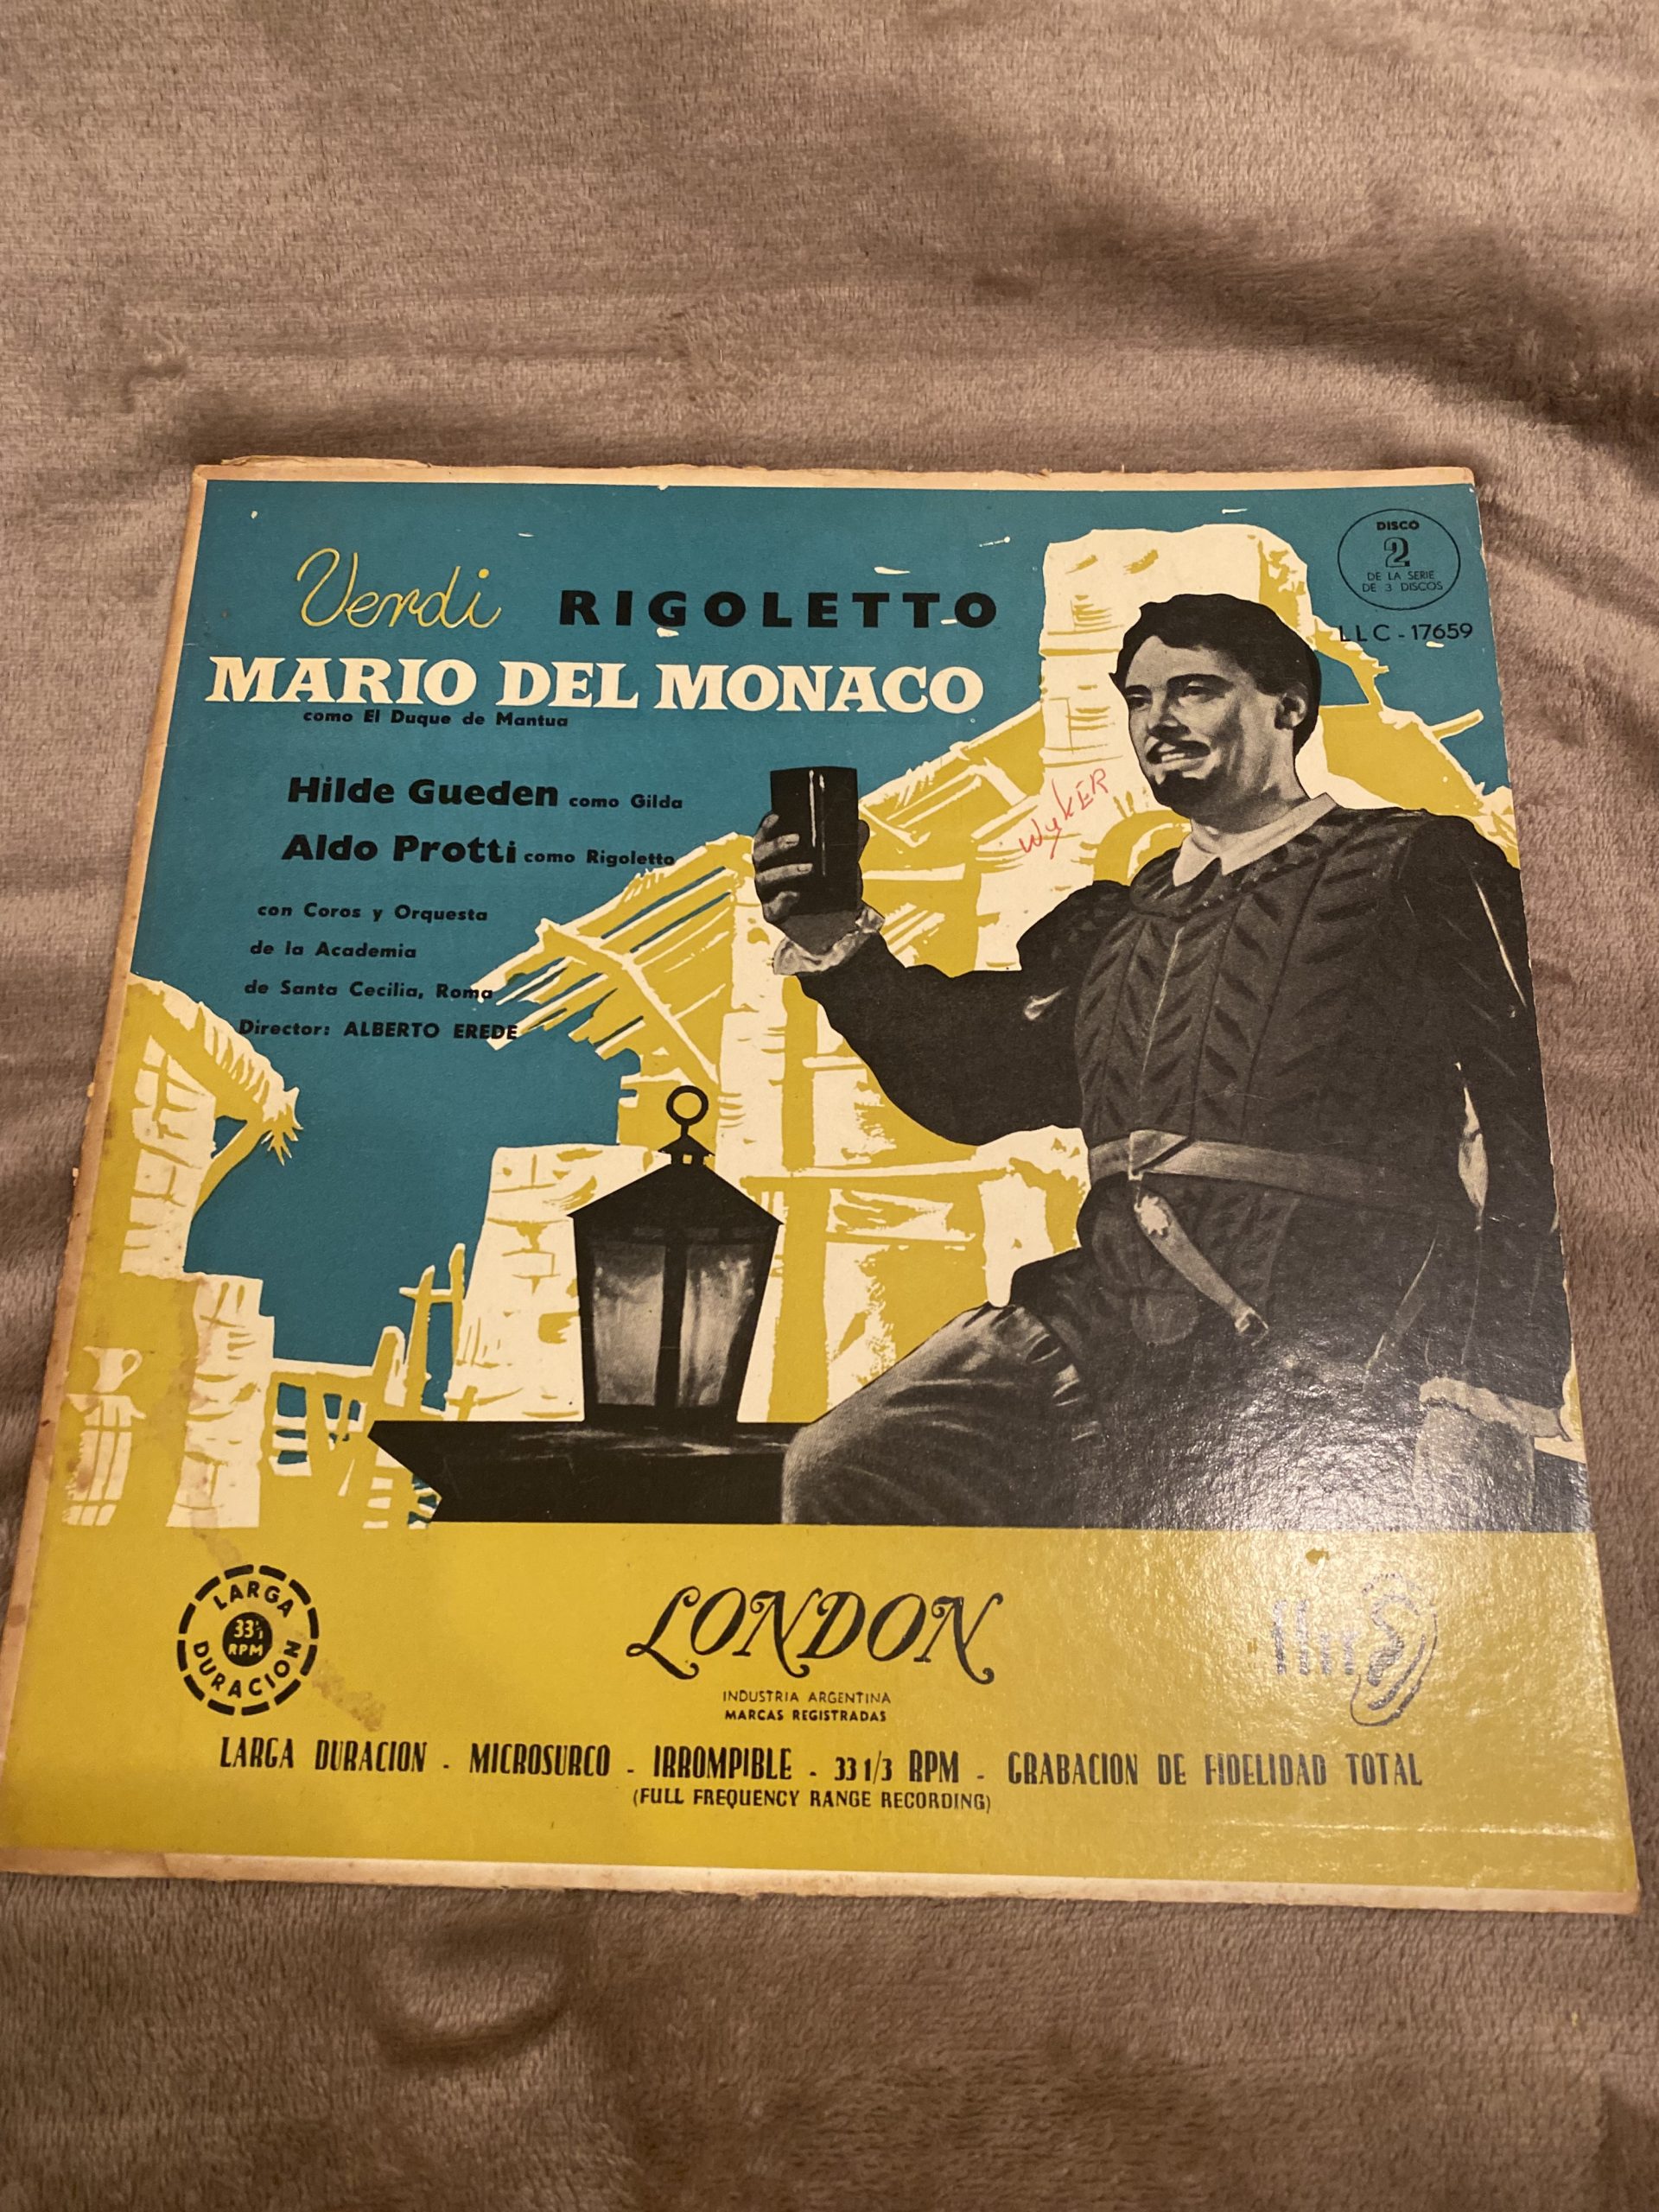 Verdi RIGOLETTO
MARIO DEL MONACO
como El Duque de Mantua
Hilde Gueden como Gilda
Aldo Protti como Rigoletto
con Coros y Orquesta
de la Academia
de Santa Cecilia, Roma
Director: ALBERTO EREDE
DISCO
2
DE LA SERIE
DE 3 DISCOS
LLC - 17659
WyKER
LARGA
33⅓
RPM
DURACION
LONDON
INDUSTRIA ARGENTINA
MARCAS REGISTRADAS
ffrr
LARGA DURACION - MICROSURCO - IRROMPIBLE - 33 1/3 RPM - GRABACION DE FIDELIDAD TOTAL
(FULL FREQUENCY RANGE RECORDING)